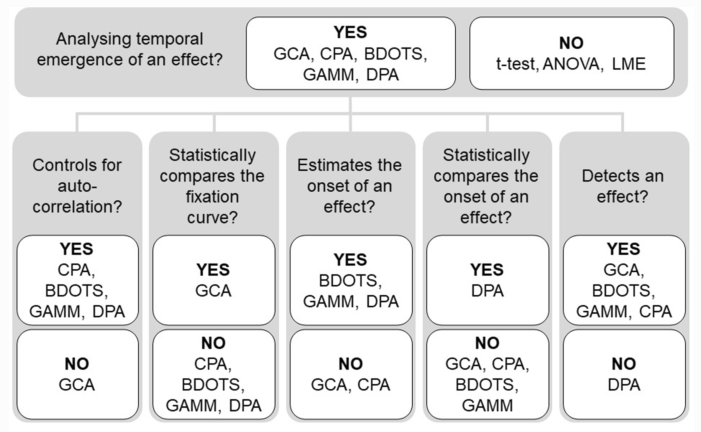 Analysing temporal
emergence of an effect?
YES
GCA, CPA, BDOTS,
GAMM, DPA
NO
t-test, ANOVA, LME
Controls for
auto-
correlation?
YES
CPA,
BDOTS,
GAMM, DPA
NO
GCA
Statistically
compares the
fixation
curve?
YES
GCA
NO
CPA,
BDOTS,
GAMM, DPA
Estimates the
onset of an
effect?
YES
BDOTS,
GAMM, DPA
NO
GCA, CPA
Statistically
compares the
onset of an
effect?
YES
DPA
NO
GCA, CPA,
BDOTS,
GAMM
Detects an
effect?
YES
GCA,
BDOTS,
GAMM, CPA
NO
DPA